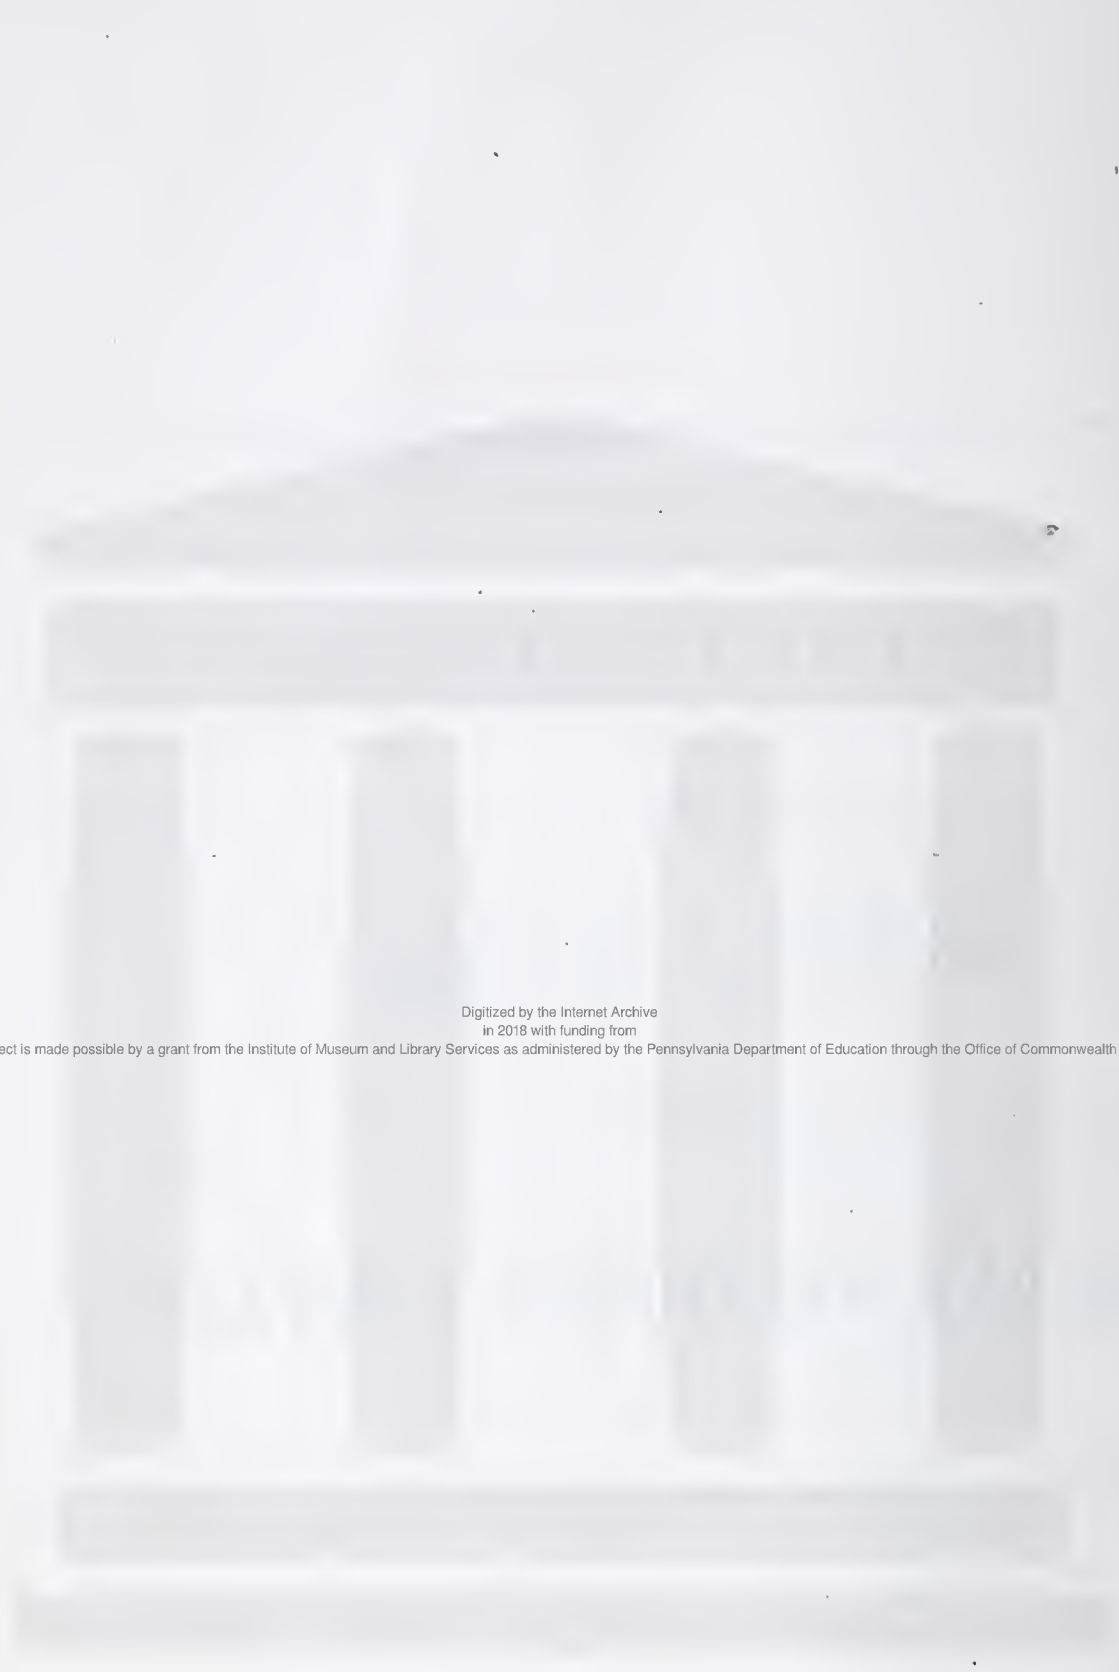 Digitized by the Internet Archive
in 2018 with funding from
ect is made possible by a grant from the Institute of Museum and Library Services as administered by the Pennsylvania Department of Education through the Office of Commonwealth